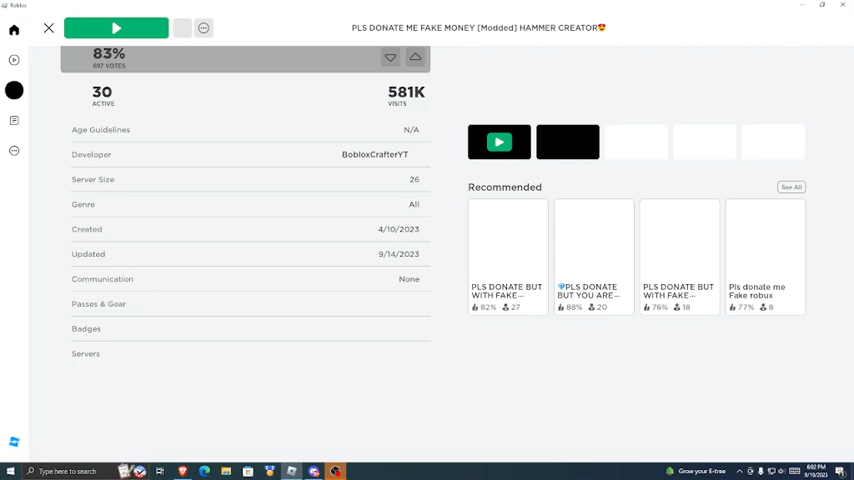 Roblox
PLS DONATE ME FAKE MONEY [Modded] HAMMER CREATOR😍
83%
697 VOTES
30
ACTIVE
581K
VISITS
Age Guidelines N/A
Developer BobloxCrafterYT
Server Size 26
Genre All
Created 4/10/2023
Updated 9/14/2023
Communication None
Passes & Gear
Badges
Servers
Recommended See All
PLS DONATE BUT
WITH FAKE...
82% 27
💎PLS DONATE
BUT YOU ARE...
88% 20
PLS DONATE BUT
WITH FAKE...
76% 18
Pls donate me
Fake robux
77% 8
Type here to search
Grow your E-tree
6:02 PM
9/19/2023